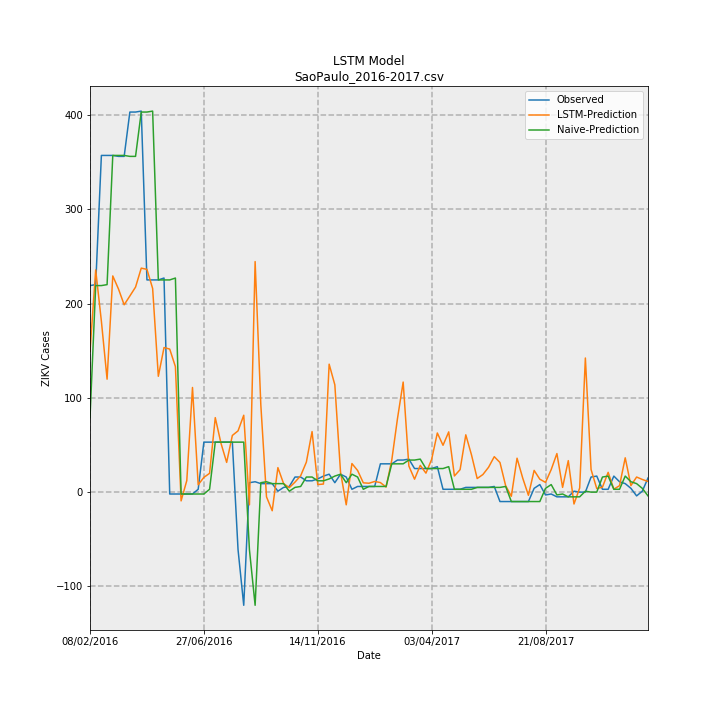 LSTM Model
SaoPaulo_2016-2017.csv
Observed
LSTM-Prediction
Naive-Prediction
400
300
200
100
0
−100
ZIKV Cases
08/02/2016
27/06/2016
14/11/2016
03/04/2017
21/08/2017
Date